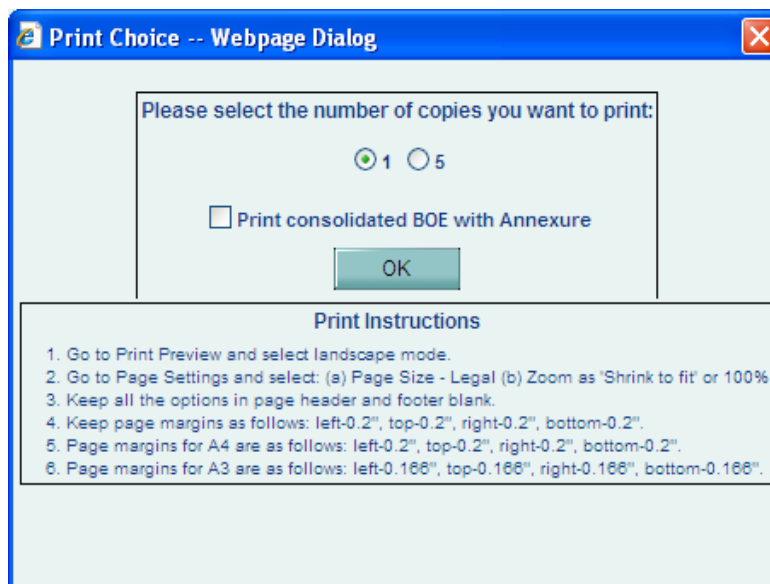 Print Choice -- Webpage Dialog
Please select the number of copies you want to print:
1 5
Print consolidated BOE with Annexure
OK
Print Instructions
1. Go to Print Preview and select landscape mode.
2. Go to Page Settings and select: (a) Page Size - Legal (b) Zoom as 'Shrink to fit' or 100%
3. Keep all the options in page header and footer blank.
4. Keep page margins as follows: left-0.2", top-0.2", right-0.2", bottom-0.2".
5. Page margins for A4 are as follows: left-0.2", top-0.2", right-0.2", bottom-0.2".
6. Page margins for A3 are as follows: left-0.166", top-0.166", right-0.166", bottom-0.166".